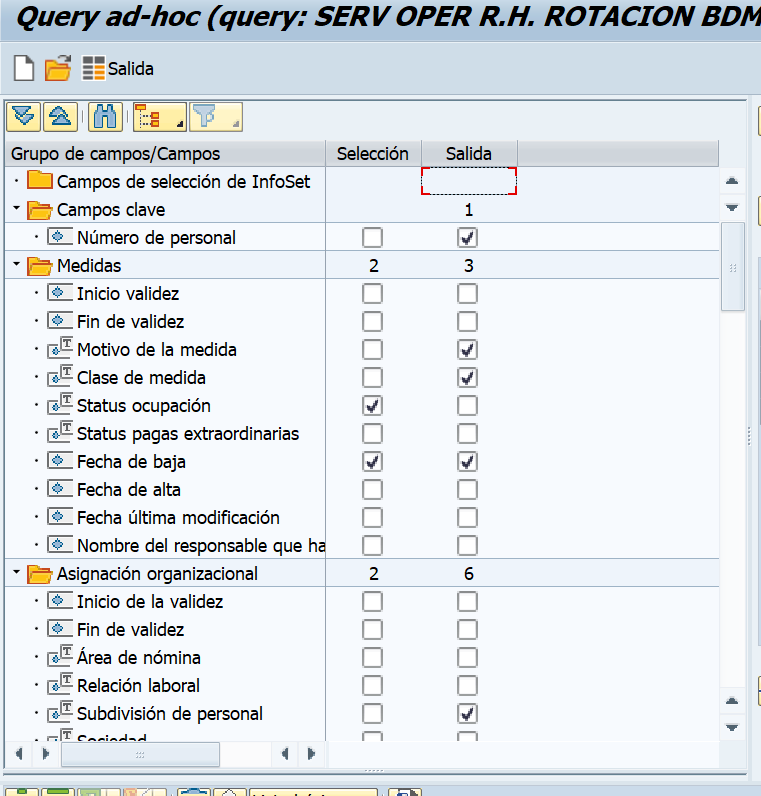 Query ad-hoc (query: SERV OPER R.H. ROTACION BDM
Salida
Grupo de campos/Campos Selección Salida
Campos de selección de InfoSet
Campos clave 1
Número de personal
Medidas 2 3
Inicio validez
Fin de validez
Motivo de la medida
Clase de medida
Status ocupación
Status pagas extraordinarias
Fecha de baja
Fecha de alta
Fecha última modificación
Nombre del responsable que ha
Asignación organizacional 2 6
Inicio de la validez
Fin de validez
Área de nómina
Relación laboral
Subdivisión de personal
Sociedad